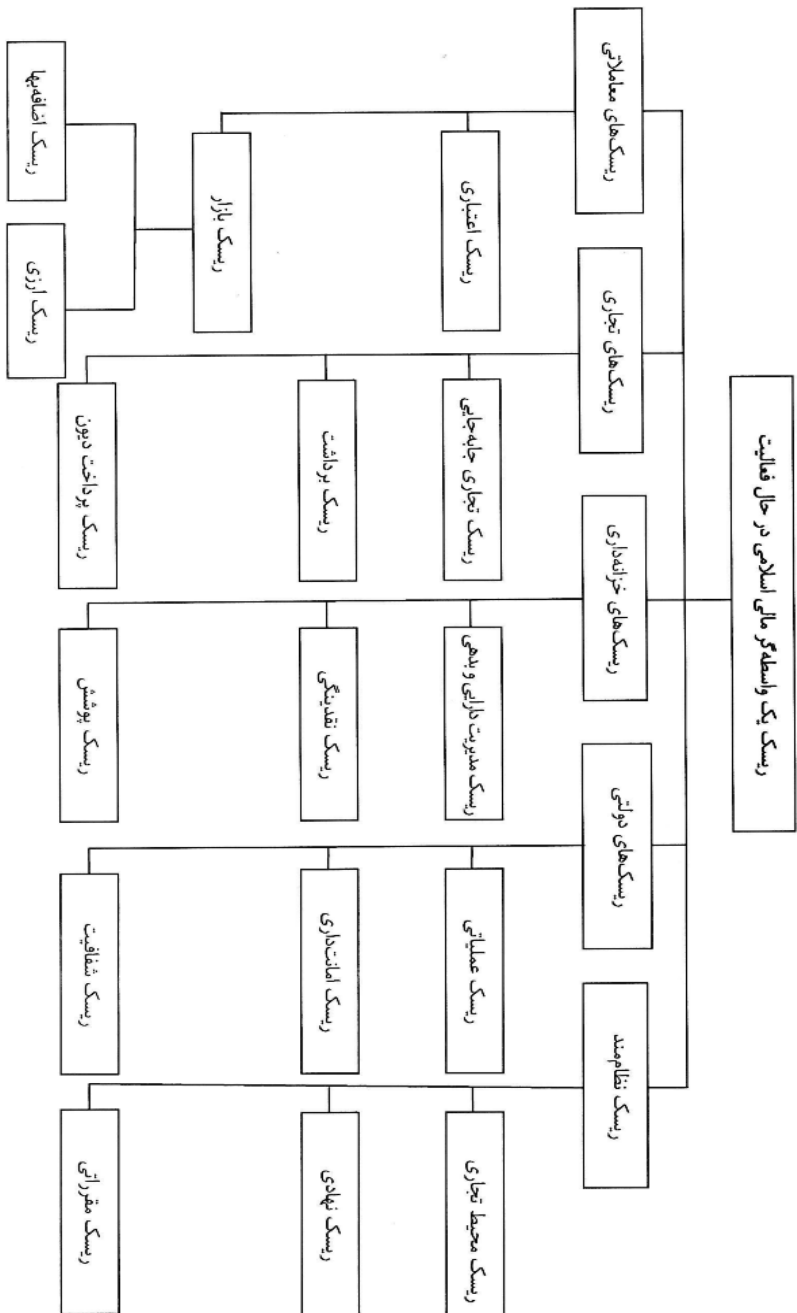 ریسک یک واسطه‌گر مالی اسلامی در حال فعالیت
ریسک‌های معاملاتی
ریسک‌های تجاری
ریسک‌های خزانه‌داری
ریسک‌های دولتی
ریسک نظام‌مند
ریسک اعتباری
ریسک تجاری جابه‌جایی
ریسک مدیریت دارایی و بدهی
ریسک عملیاتی
ریسک محیط تجاری
ریسک برداشت
ریسک نقدینگی
ریسک امانت‌داری
ریسک نهادی
ریسک بازار
ریسک پرداخت دیون
ریسک پوشش
ریسک شفافیت
ریسک مقرراتی
ریسک اضافه‌بها
ریسک ارزی